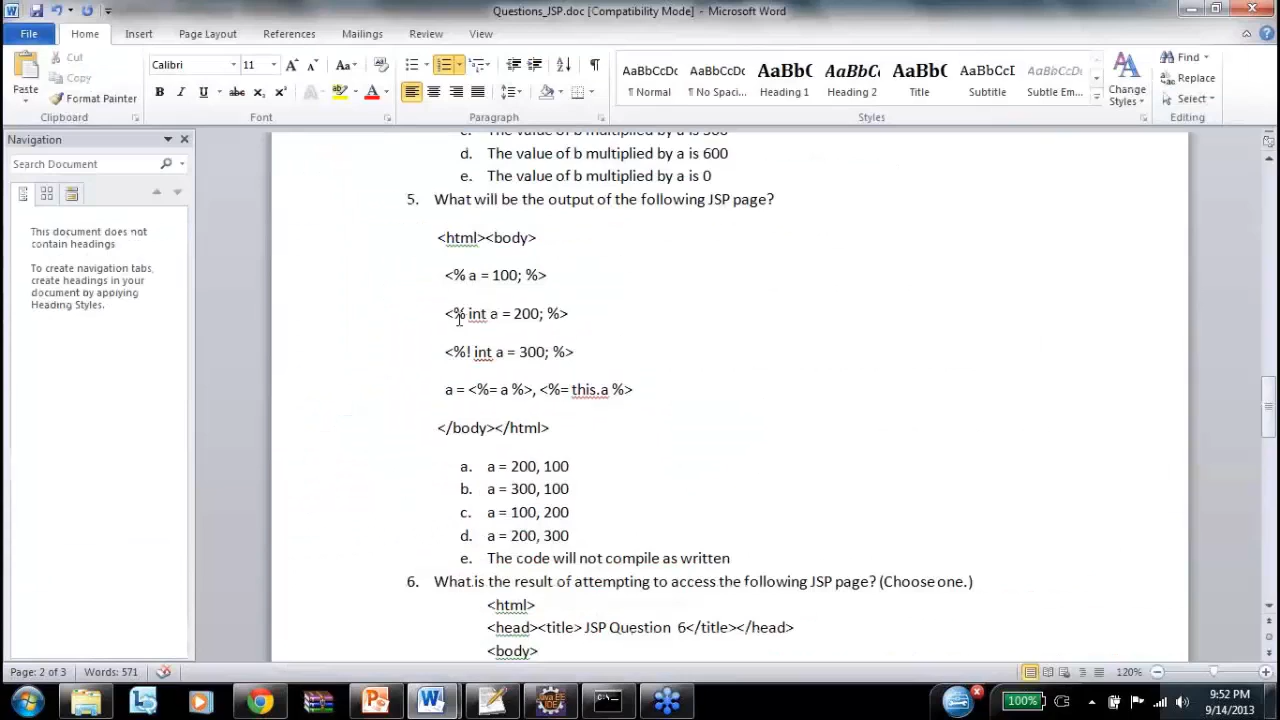 Questions_JSP.doc [Compatibility Mode] - Microsoft Word
File Home Insert Page Layout References Mailings Review View
Paste
Cut
Copy
Format Painter
Clipboard
Calibri 11
Font
Paragraph
AaBbCcDc AaBbCcDc AaBbC AaBbCc AaBbC AaBbCcI AaBbCcDc
¶ Normal ¶ No Spaci... Heading 1 Heading 2 Title Subtitle Subtle Em...
Styles
Change Styles
Find
Replace
Select
Editing
Navigation
Search Document
This document does not
contain headings
To create navigation tabs,
create headings in your
document by applying
Heading Styles.
d. The value of b multiplied by a is 600
e. The value of b multiplied by a is 0
5. What will be the output of the following JSP page?
<html><body>
<% a = 100; %>
<% int a = 200; %>
<%! int a = 300; %>
a = <%= a %>, <%= this.a %>
</body></html>
a. a = 200, 100
b. a = 300, 100
c. a = 100, 200
d. a = 200, 300
e. The code will not compile as written
6. What is the result of attempting to access the following JSP page? (Choose one.)
<html>
<head><title> JSP Question 6</title></head>
<body>
Page: 2 of 3 Words: 571 120%
100% 9:52 PM
9/14/2013